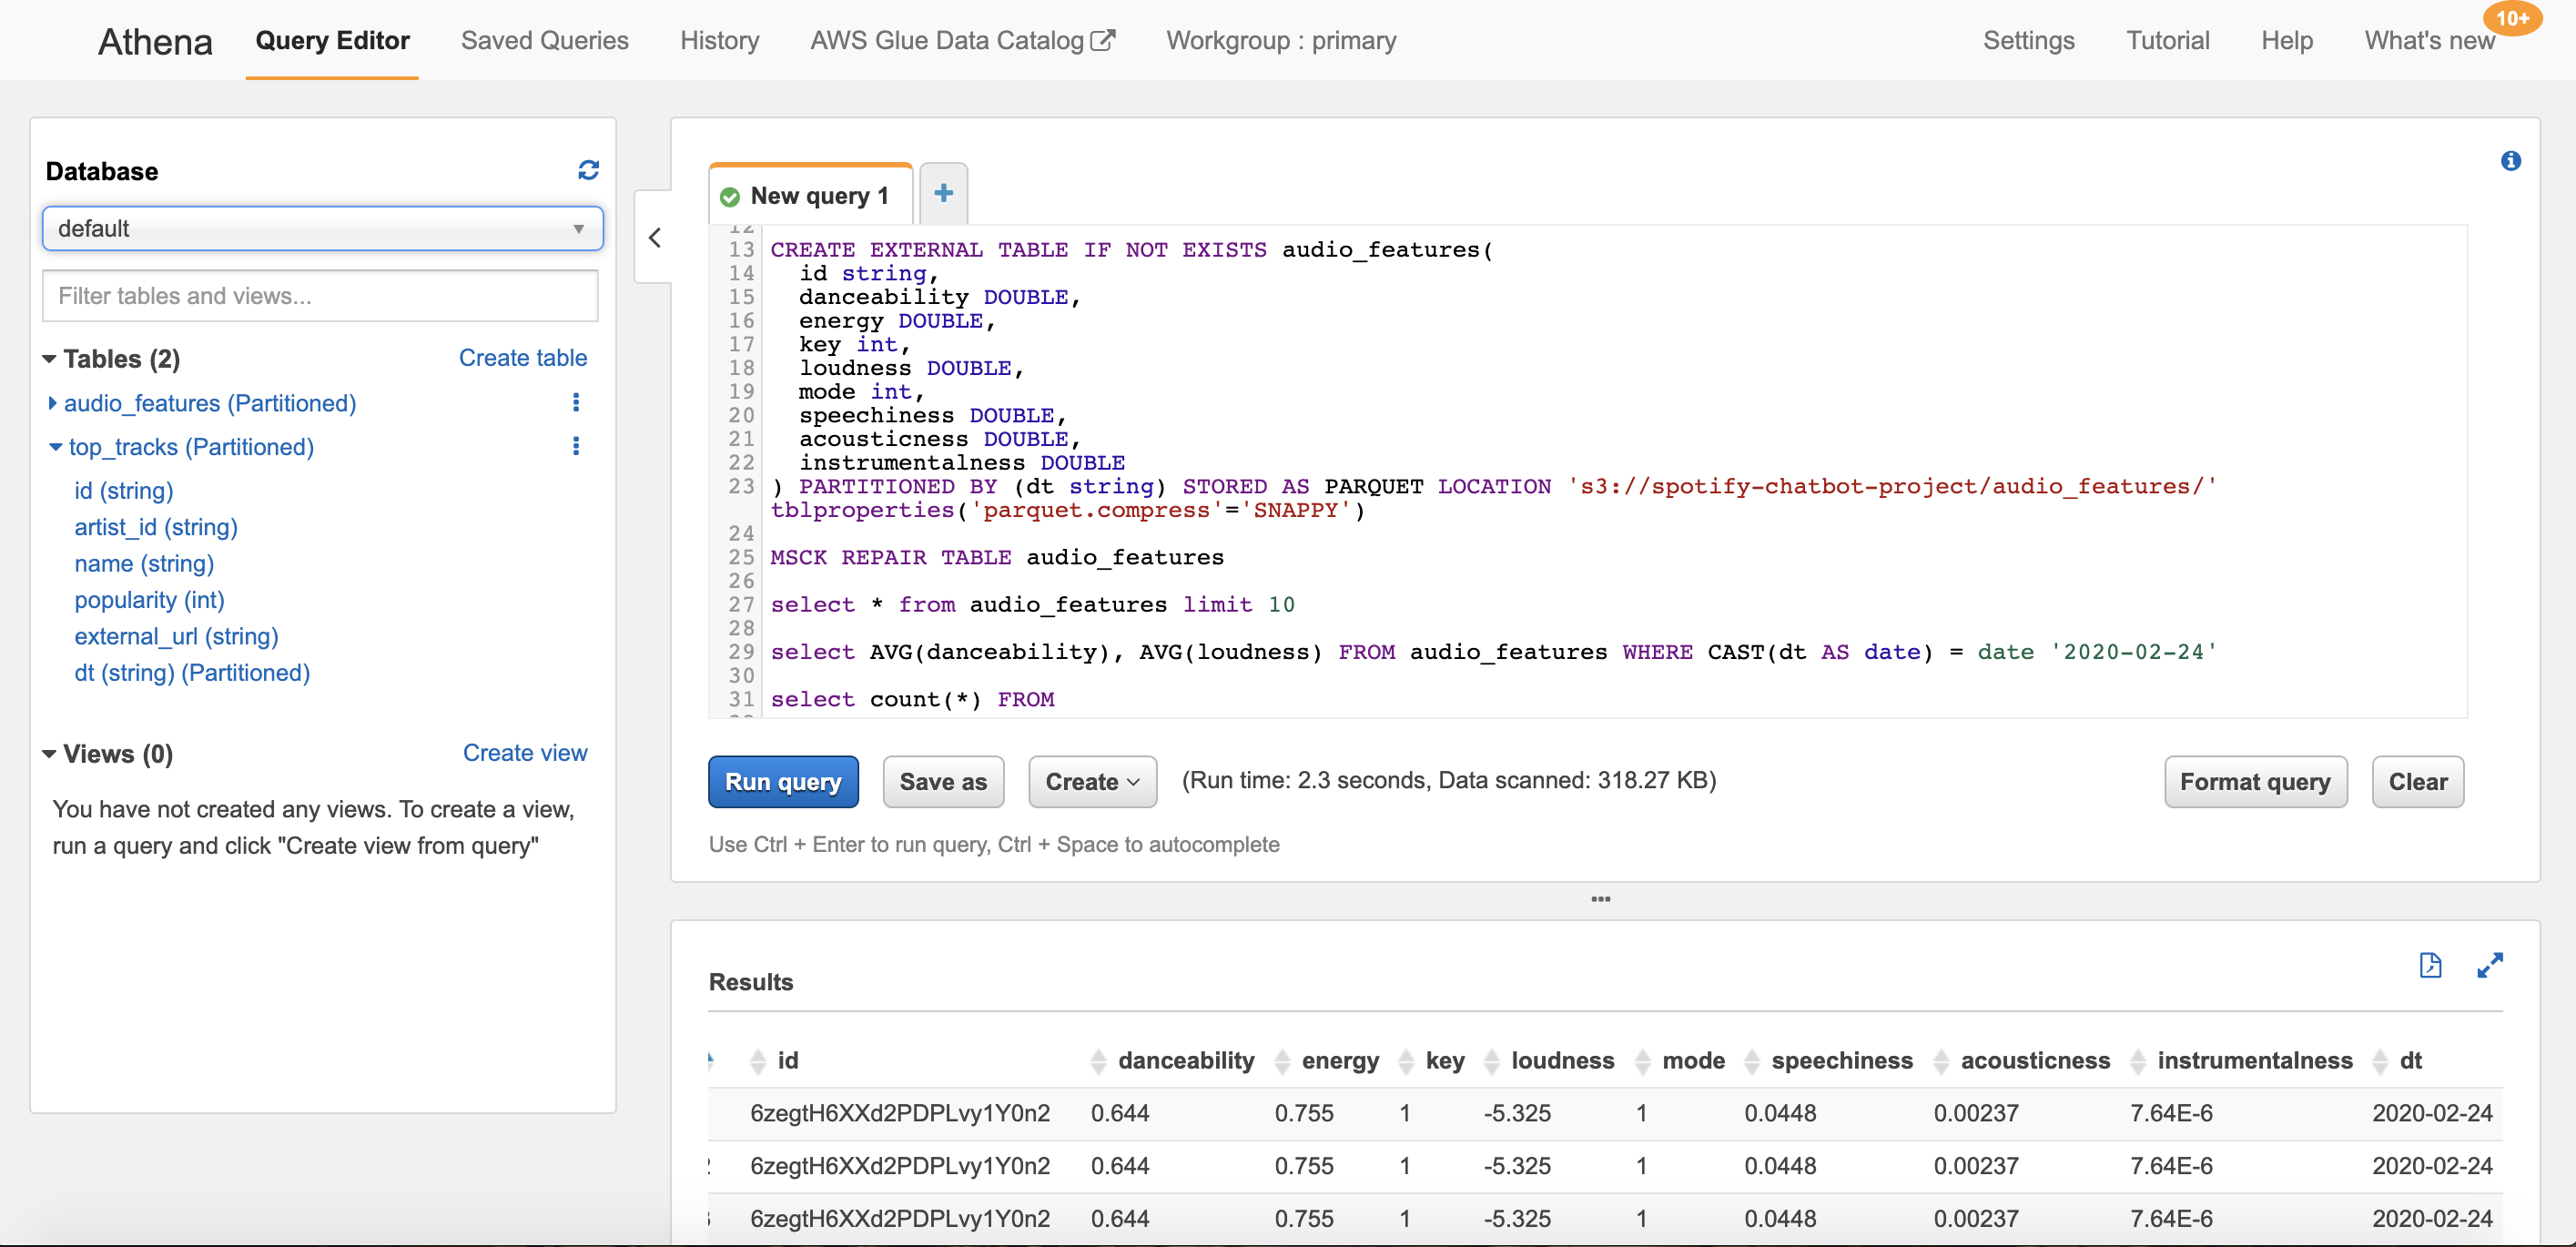 Athena Query Editor Saved Queries History AWS Glue Data Catalog Workgroup : primary Settings Tutorial Help What's new 10+
Database
default
Filter tables and views...
Tables (2) Create table
audio_features (Partitioned)
top_tracks (Partitioned)
id (string)
artist_id (string)
name (string)
popularity (int)
external_url (string)
dt (string) (Partitioned)
Views (0) Create view
You have not created any views. To create a view,
run a query and click "Create view from query"
New query 1
12
13 CREATE EXTERNAL TABLE IF NOT EXISTS audio_features(
14 id string,
15 danceability DOUBLE,
16 energy DOUBLE,
17 key int,
18 loudness DOUBLE,
19 mode int,
20 speechiness DOUBLE,
21 acousticness DOUBLE,
22 instrumentalness DOUBLE
23 ) PARTITIONED BY (dt string) STORED AS PARQUET LOCATION 's3://spotify-chatbot-project/audio_features/'
tblproperties('parquet.compress'='SNAPPY')
24
25 MSCK REPAIR TABLE audio_features
26
27 select * from audio_features limit 10
28
29 select AVG(danceability), AVG(loudness) FROM audio_features WHERE CAST(dt AS date) = date '2020-02-24'
30
31 select count(*) FROM
Run query Save as Create (Run time: 2.3 seconds, Data scanned: 318.27 KB) Format query Clear
Use Ctrl + Enter to run query, Ctrl + Space to autocomplete
Results
id danceability energy key loudness mode speechiness acousticness instrumentalness dt
6zegtH6XXd2PDPLvy1Y0n2 0.644 0.755 1 -5.325 1 0.0448 0.00237 7.64E-6 2020-02-24
6zegtH6XXd2PDPLvy1Y0n2 0.644 0.755 1 -5.325 1 0.0448 0.00237 7.64E-6 2020-02-24
6zegtH6XXd2PDPLvy1Y0n2 0.644 0.755 1 -5.325 1 0.0448 0.00237 7.64E-6 2020-02-24